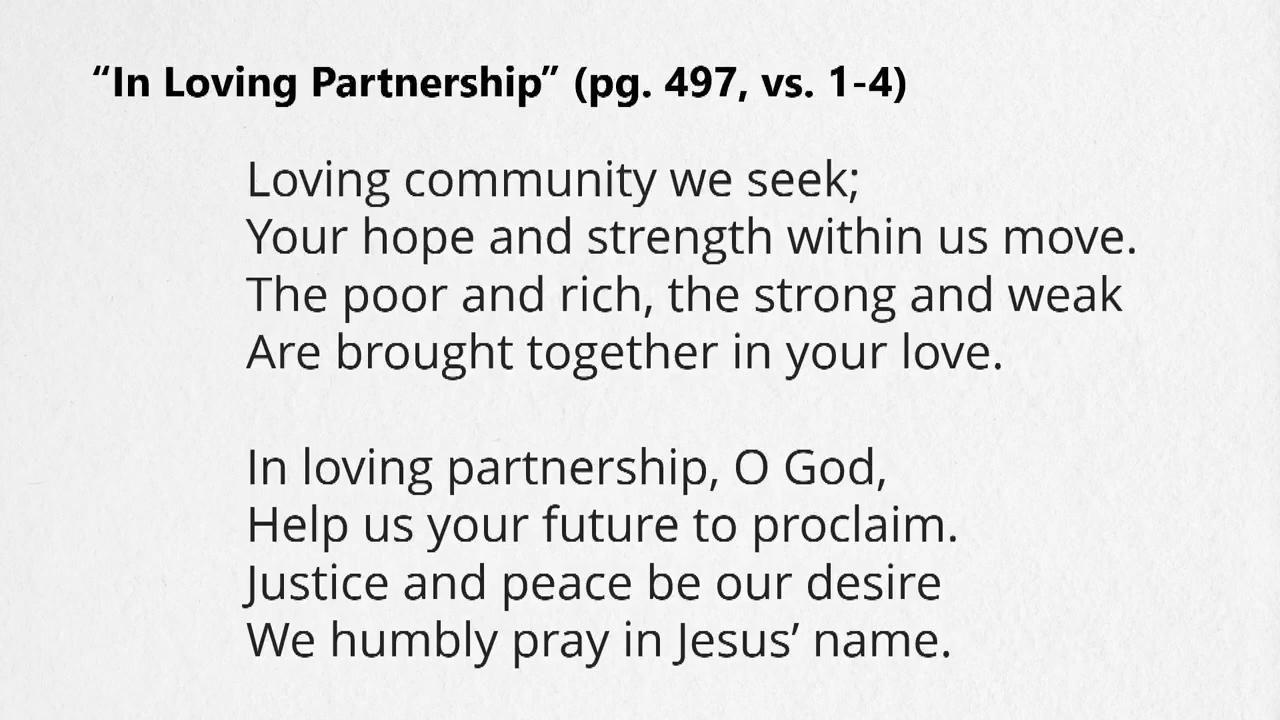 “In Loving Partnership” (pg. 497, vs. 1-4)
Loving community we seek;
Your hope and strength within us move.
The poor and rich, the strong and weak
Are brought together in your love.
In loving partnership, O God,
Help us your future to proclaim.
Justice and peace be our desire
We humbly pray in Jesus’ name.